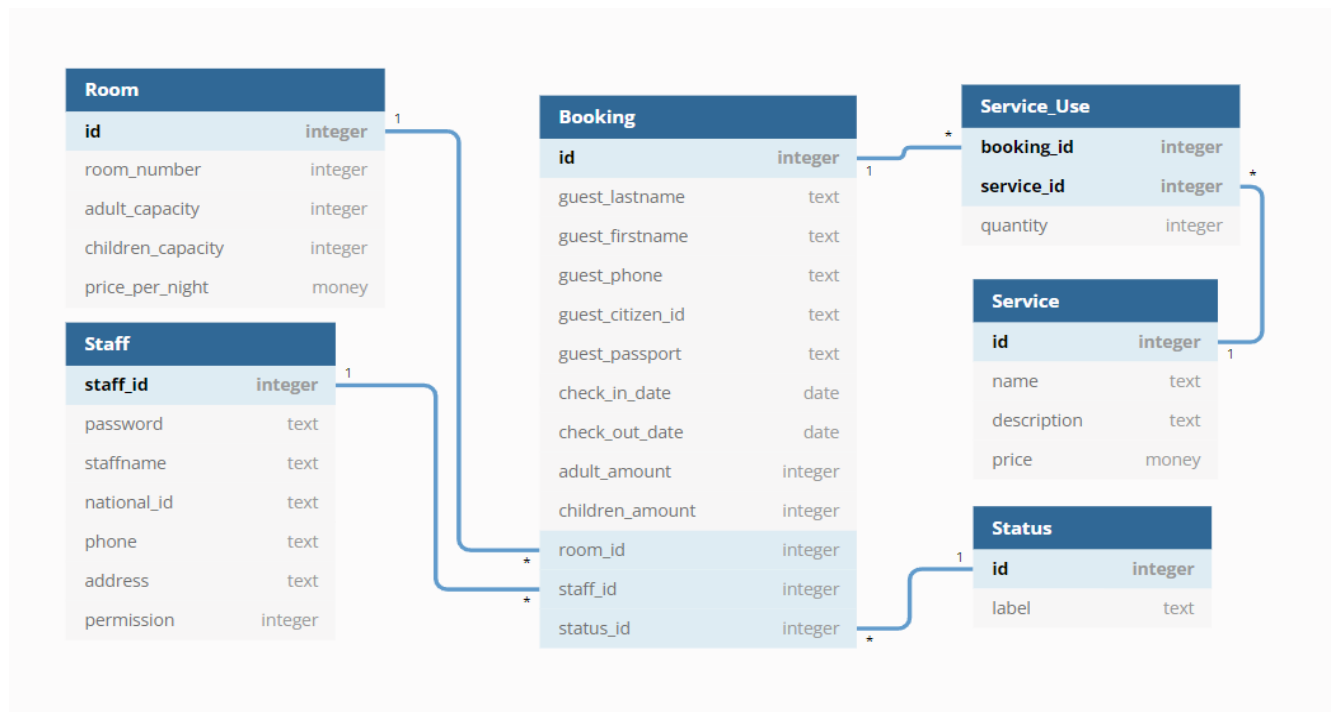 Room
id integer
room_number integer
adult_capacity integer
children_capacity integer
price_per_night money
1
Staff
staff_id integer
password text
staffname text
national_id text
phone text
address text
permission integer
1
Booking
id integer
guest_lastname text
guest_firstname text
guest_phone text
guest_citizen_id text
guest_passport text
check_in_date date
check_out_date date
adult_amount integer
children_amount integer
* room_id integer
* staff_id integer
status_id integer *
1
Service_Use
* booking_id integer
service_id integer *
quantity integer
Service
id integer 1
name text
description text
price money
Status
1 id integer
label text